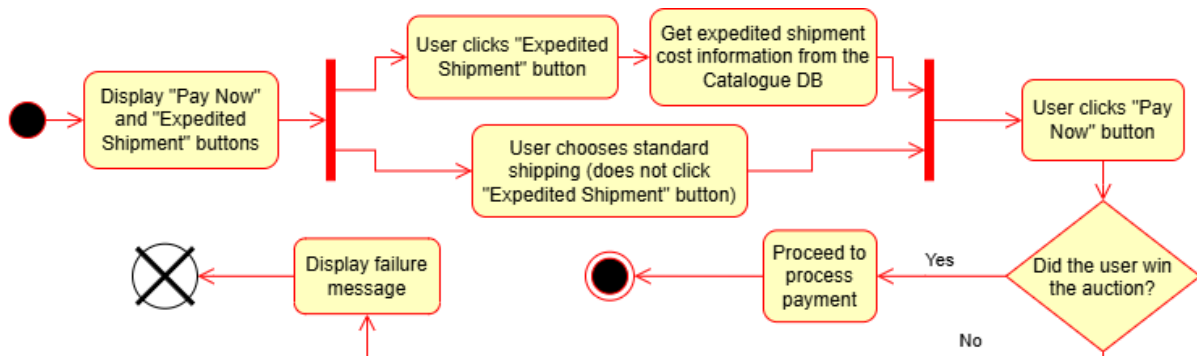 Display "Pay Now"
and "Expedited
Shipment" buttons
User clicks "Expedited
Shipment" button
Get expedited shipment
cost information from the
Catalogue DB
User chooses standard
shipping (does not click
"Expedited Shipment" button)
User clicks "Pay
Now" button
Did the user win
the auction?
Yes
Proceed to
process
payment
No
Display failure
message